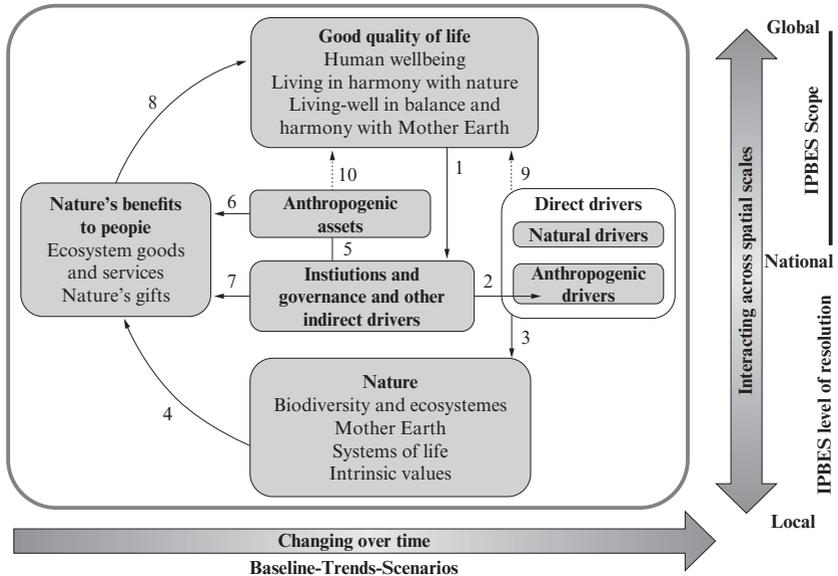 Good quality of life
Human wellbeing
Living in harmony with nature
Living-well in balance and
harmony with Mother Earth
8
10
1
9
Nature's benefits
to peopie
Ecosystem goods
and services
Nature's gifts
6
Anthropogenic
assets
5
7
Instiutions and
governance and other
indirect drivers
2
Direct drivers
Natural drivers
Anthropogenic
drivers
3
4
Nature
Biodiversity and ecosystemes
Mother Earth
Systems of life
Intrinsic values
Global
National
Local
Interacting across spatial scales
IPBES Scope
IPBES level of resolution
Changing over time
Baseline-Trends-Scenarios